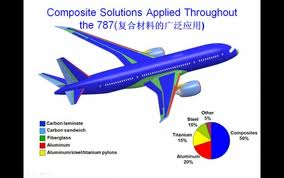 Composite Solutions Applied Throughout
the 787(复合材料的广泛应用)
Carbon laminate
Carbon sandwich
Fiberglass
Aluminum
Aluminum/steel/titanium pylons
Other
5%
Steel
10%
Titanium
15%
Aluminum
20%
Composites
50%